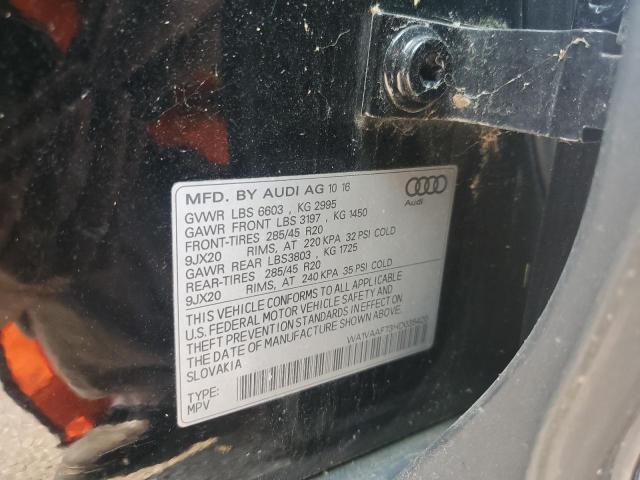 MFD. BY AUDI AG 10 16
GVWR LBS 6603 , KG 2995
GAWR FRONT LBS 3197 , KG 1450
FRONT-TIRES 285/45 R20
9JX20 RIMS, AT 220 KPA 32 PSI COLD
GAWR REAR LBS3803 , KG 1725
REAR-TIRES 285/45 R20
9JX20 RIMS, AT 240 KPA 35 PSI COLD
THIS VEHICLE CONFORMS TO ALL APPLICABLE
U.S. FEDERAL MOTOR VEHICLE SAFETY AND
THEFT PREVENTION STANDARDS IN EFFECT ON
THE DATE OF MANUFACTURE SHOWN ABOVE.
SLOVAKIA
TYPE:
MPV
Audi